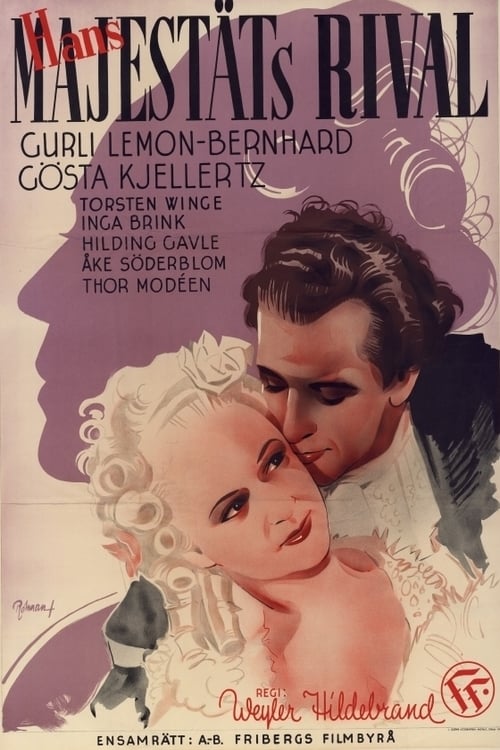 Hans
MAJESTÄTs RIVAL
GURLI LEMON-BERNHARD
GÖSTA KJELLERTZ
TORSTEN WINGE
INGA BRINK
HILDING GAVLE
ÅKE SÖDERBLOM
THOR MODÉEN
Rohman
REGI:
Weyler Hildebrand
FF.
ENSAMRÄTT: A.-B. FRIBERGS FILMBYRÅ